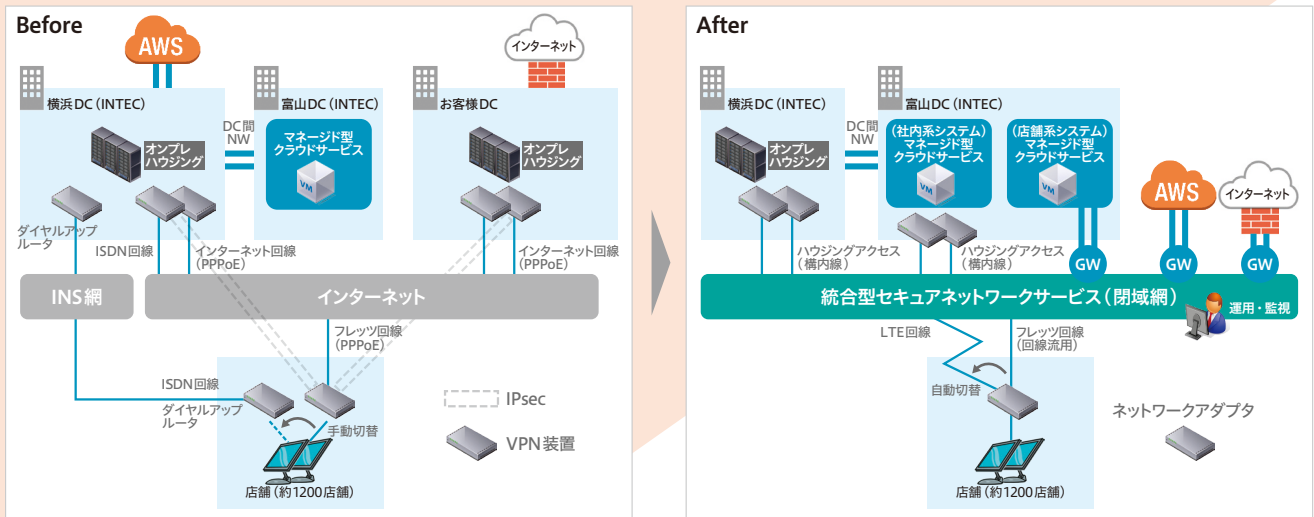 Before
AWS
インターネット
横浜DC（INTEC）
富山DC（INTEC）
お客様DC
オンプレ
ハウジング
DC間
NW
マネージド型
クラウドサービス
VM
オンプレ
ハウジング
ダイヤルアップ
ルータ
ISDN回線
インターネット回線
（PPPoE）
インターネット回線
（PPPoE）
INS網
インターネット
フレッツ回線
（PPPoE）
ISDN回線
ダイヤルアップ
ルータ
手動切替
店舗（約1200店舗）
IPsec
VPN装置
After
横浜DC（INTEC）
富山DC（INTEC）
オンプレ
ハウジング
DC間
NW
（社内系システム）
マネージド型
クラウドサービス
VM
（店舗系システム）
マネージド型
クラウドサービス
VM
AWS
インターネット
ハウジングアクセス
（構内線）
ハウジングアクセス
（構内線）
GW
GW
GW
統合型セキュアネットワークサービス（閉域網）
運用・監視
LTE回線
フレッツ回線
（回線流用）
自動切替
店舗（約1200店舗）
ネットワークアダプタ